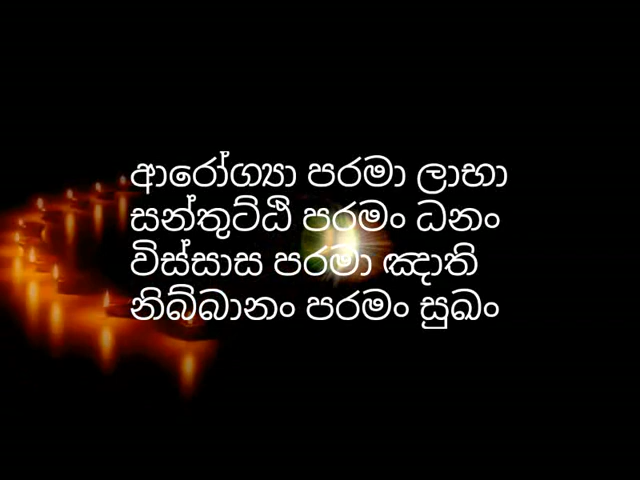 ආරෝග්‍යා පරමා ලාභා
සන්තුට්ඨි පරමං ධනං
විස්සාස පරමා ඤාති
නිබ්බානං පරමං සුඛං